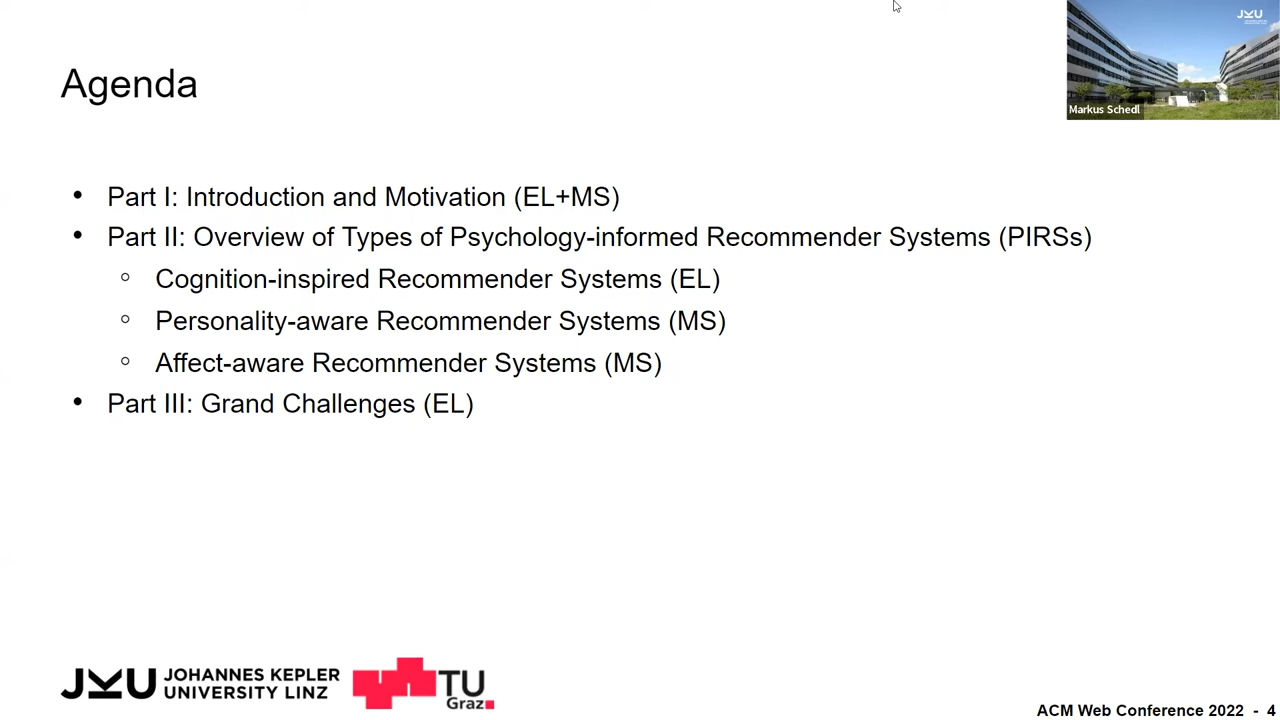 JKU
Markus Schedl
Agenda
• Part I: Introduction and Motivation (EL+MS)
• Part II: Overview of Types of Psychology-informed Recommender Systems (PIRSs)
○ Cognition-inspired Recommender Systems (EL)
○ Personality-aware Recommender Systems (MS)
○ Affect-aware Recommender Systems (MS)
• Part III: Grand Challenges (EL)
JKU JOHANNES KEPLER
UNIVERSITY LINZ
TU
Graz
ACM Web Conference 2022 - 4